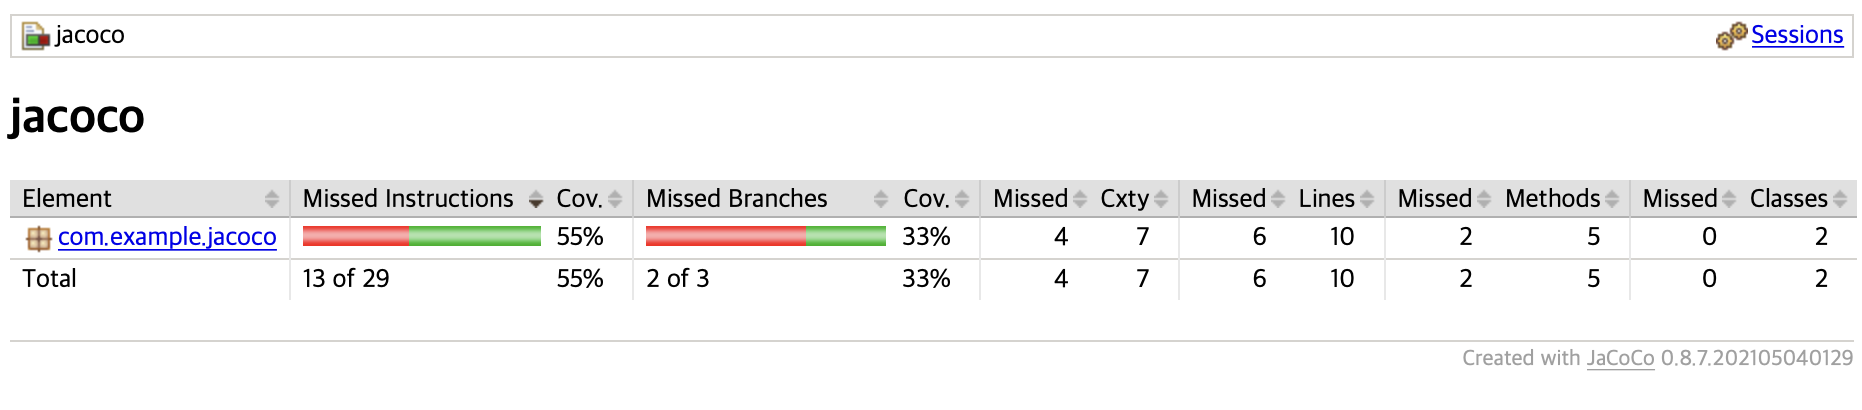 jacoco Sessions
jacoco
Element Missed Instructions Cov. Missed Branches Cov. Missed Cxty Missed Lines Missed Methods Missed Classes
com.example.jacoco 55% 33% 4 7 6 10 2 5 0 2
Total 13 of 29 55% 2 of 3 33% 4 7 6 10 2 5 0 2
Created with JaCoCo 0.8.7.202105040129